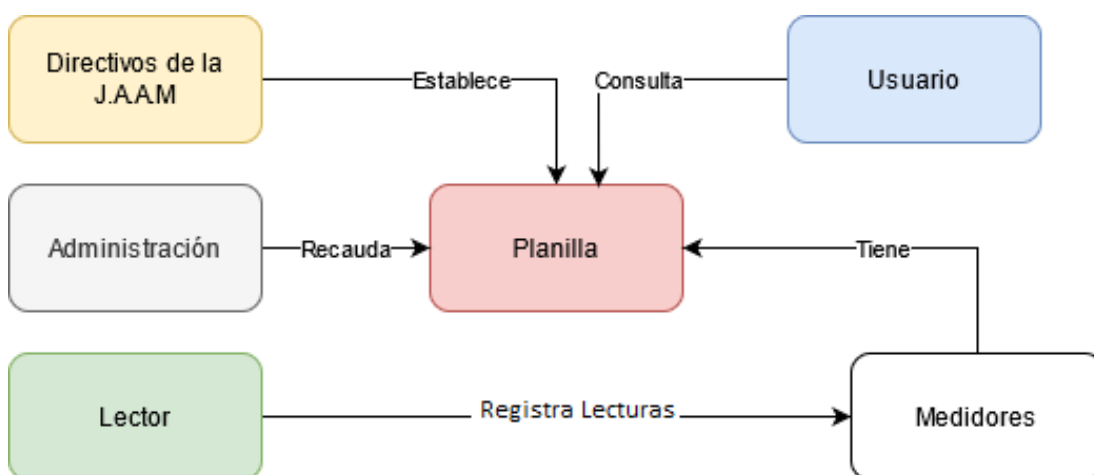 Directivos de la
J.A.A.M
Establece
Consulta
Usuario
Administración
Recauda
Planilla
Tiene
Lector
Registra Lecturas
Medidores